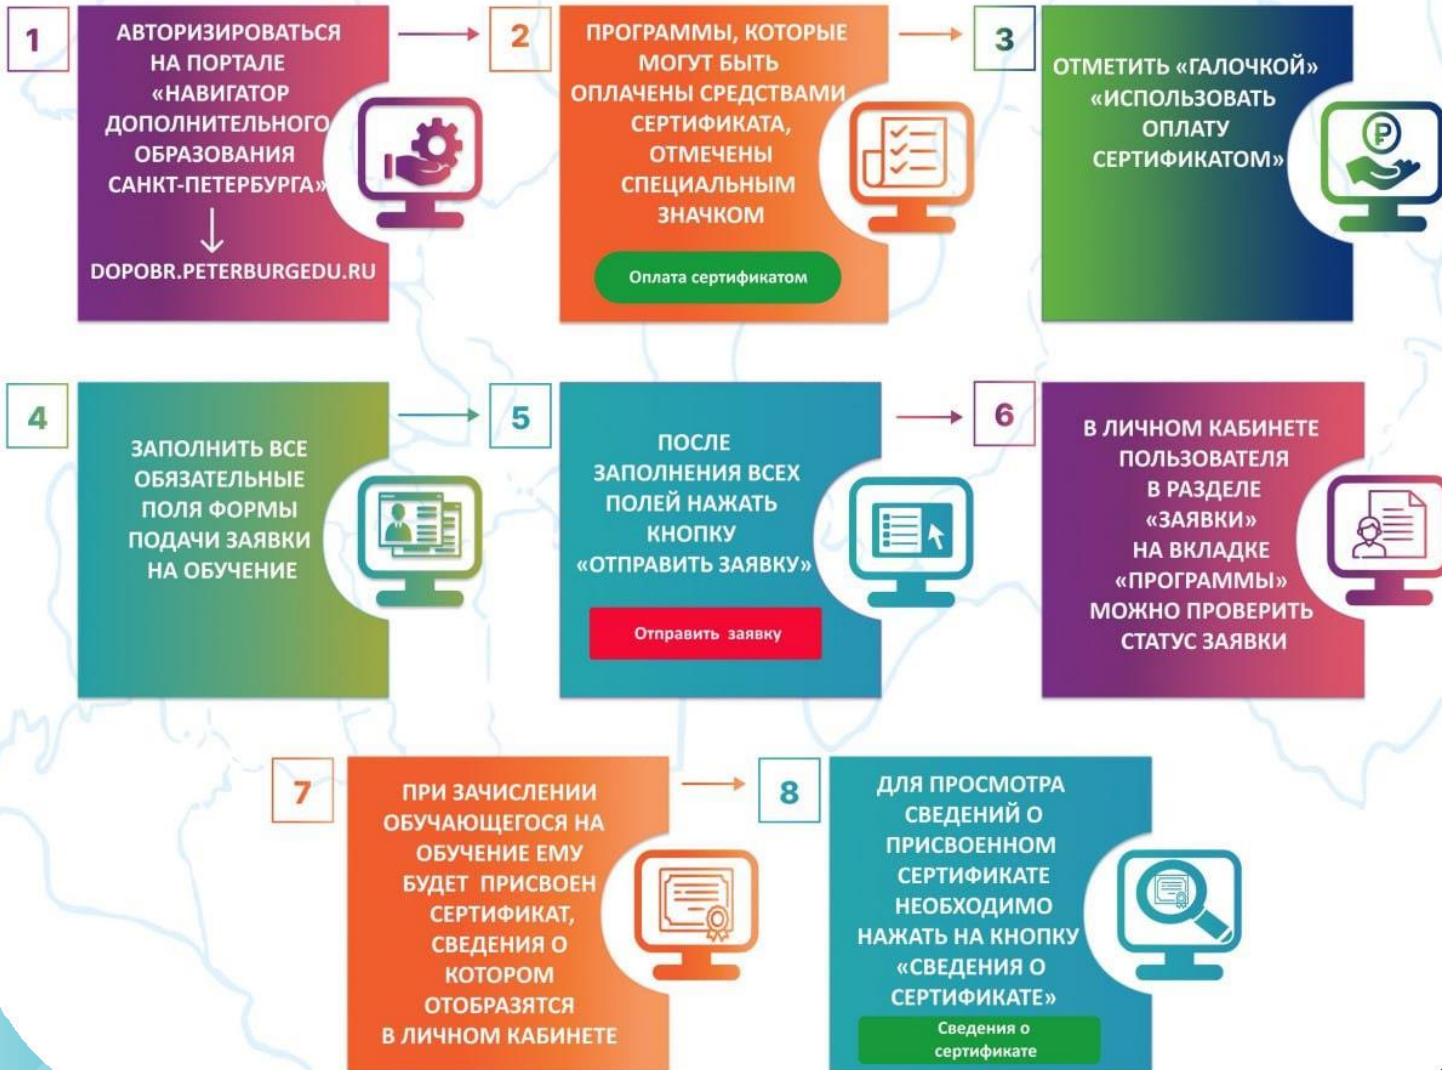 1
АВТОРИЗИРОВАТЬСЯ
НА ПОРТАЛЕ
«НАВИГАТОР
ДОПОЛНИТЕЛЬНОГО
ОБРАЗОВАНИЯ
САНКТ-ПЕТЕРБУРГА»
DOPOBR.PETERBURGEDU.RU
2
ПРОГРАММЫ, КОТОРЫЕ
МОГУТ БЫТЬ
ОПЛАЧЕНЫ СРЕДСТВАМИ
СЕРТИФИКАТА,
ОТМЕЧЕНЫ
СПЕЦИАЛЬНЫМ
ЗНАЧКОМ
Оплата сертификатом
3
ОТМЕТИТЬ «ГАЛОЧКОЙ»
«ИСПОЛЬЗОВАТЬ
ОПЛАТУ
СЕРТИФИКАТОМ»
4
ЗАПОЛНИТЬ ВСЕ
ОБЯЗАТЕЛЬНЫЕ
ПОЛЯ ФОРМЫ
ПОДАЧИ ЗАЯВКИ
НА ОБУЧЕНИЕ
5
ПОСЛЕ
ЗАПОЛНЕНИЯ ВСЕХ
ПОЛЕЙ НАЖАТЬ
КНОПКУ
«ОТПРАВИТЬ ЗАЯВКУ»
Отправить заявку
6
В ЛИЧНОМ КАБИНЕТЕ
ПОЛЬЗОВАТЕЛЯ
В РАЗДЕЛЕ
«ЗАЯВКИ»
НА ВКЛАДКЕ
«ПРОГРАММЫ»
МОЖНО ПРОВЕРИТЬ
СТАТУС ЗАЯВКИ
7
ПРИ ЗАЧИСЛЕНИИ
ОБУЧАЮЩЕГОСЯ НА
ОБУЧЕНИЕ ЕМУ
БУДЕТ ПРИСВОЕН
СЕРТИФИКАТ,
СВЕДЕНИЯ О
КОТОРОМ
ОТОБРАЗЯТСЯ
В ЛИЧНОМ КАБИНЕТЕ
8
ДЛЯ ПРОСМОТРА
СВЕДЕНИЙ О
ПРИСВОЕННОМ
СЕРТИФИКАТЕ
НЕОБХОДИМО
НАЖАТЬ НА КНОПКУ
«СВЕДЕНИЯ О
СЕРТИФИКАТЕ»
Сведения о
сертификате